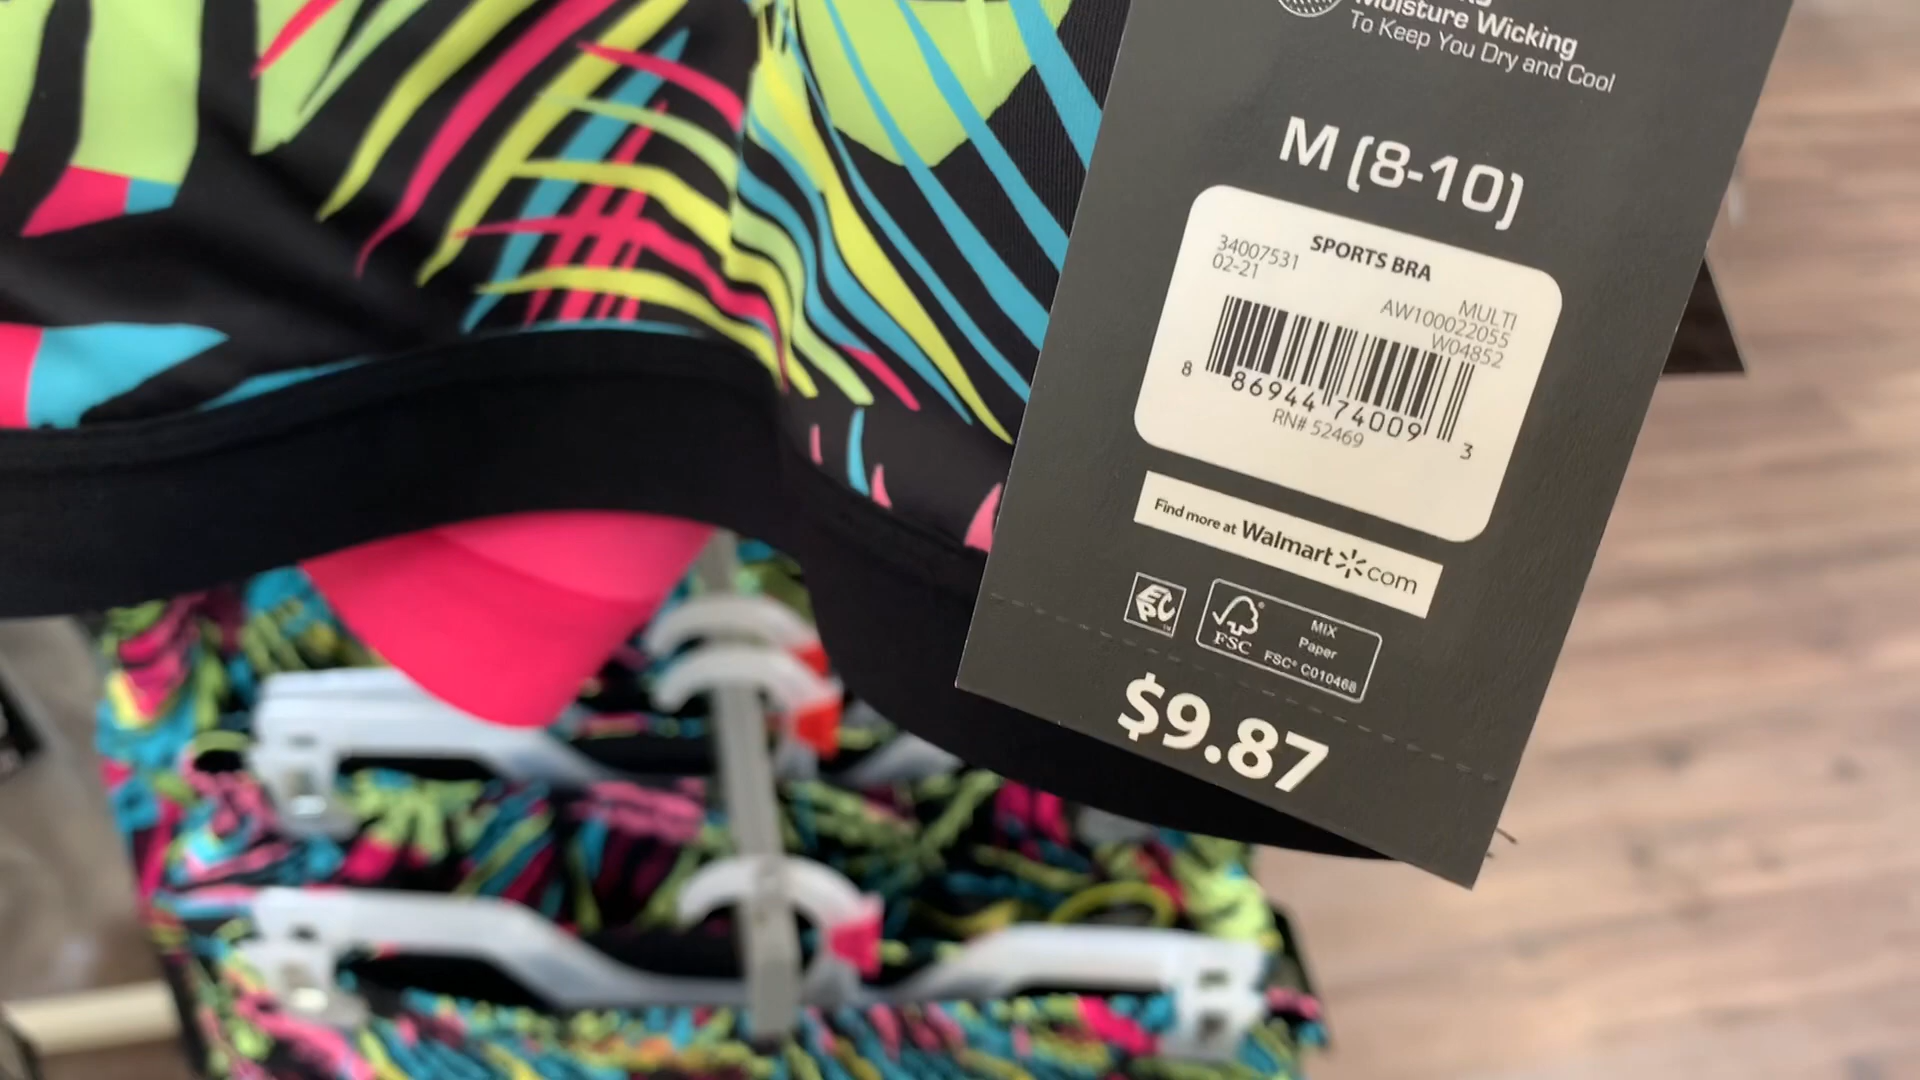 Moisture Wicking
To Keep You Dry and Cool
M (8-10)
SPORTS BRA
34007531
02-21
MULTI
AW100022055
W04852
8 86944 74009 3
RN# 52469
Find more at Walmart com
EPC™
FSC®
MIX
Paper
FSC® C010468
$9.87